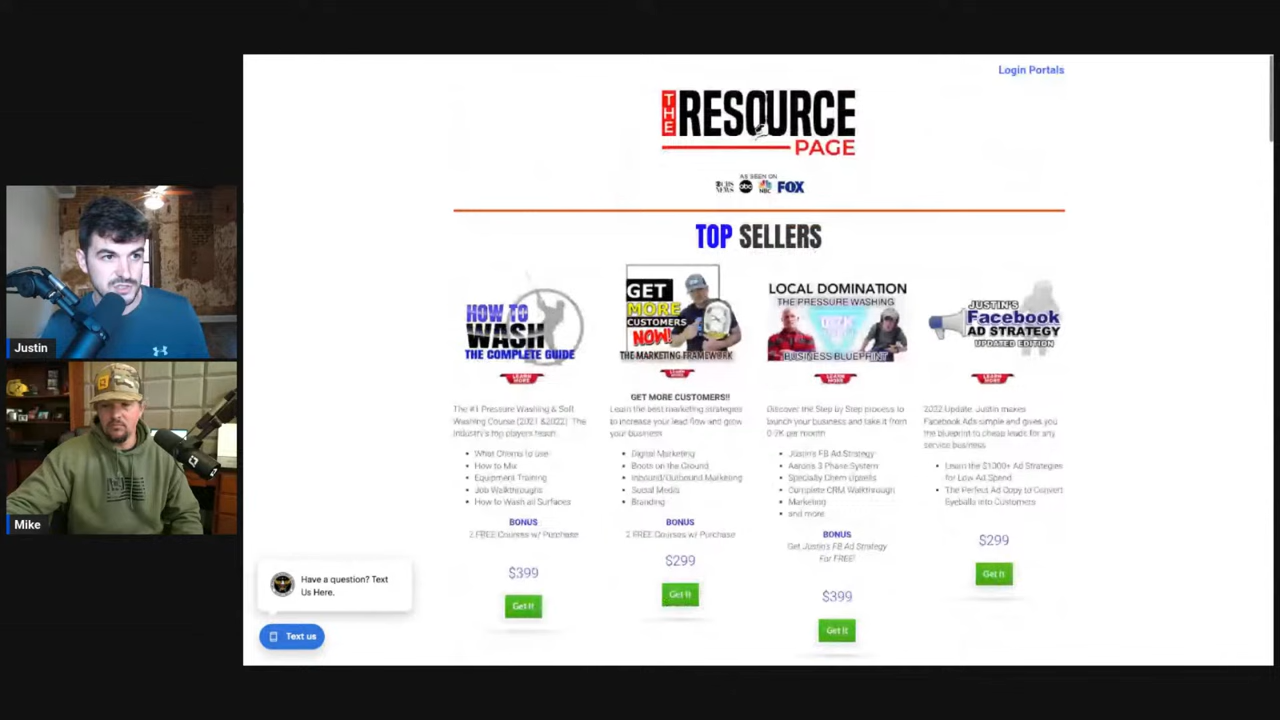 Login Portals
THE RESOURCE
PAGE
AS SEEN ON
CBS NEWS abc NBC FOX
TOP SELLERS
HOW TO
WASH
THE COMPLETE GUIDE
LEARN MORE
The #1 Pressure Washing & Soft
Washing Course (2021 &2022) The
Industry's top players teach.
What Chems to Use
How to Mix
Equipment Training
Job Walkthroughs
How to Wash all Surfaces
BONUS
2 FREE Courses w/ Purchase
$399
Get It
GET
MORE
CUSTOMERS
NOW!
THE MARKETING FRAMEWORK
LEARN MORE
GET MORE CUSTOMERS!!
Learn the best marketing strategies
to increase your lead flow and grow
your business
Digital Marketing
Boots on the Ground
Inbound/Outbound Marketing
Social Media
Branding
BONUS
2 FREE Courses w/ Purchase
$299
Get It
LOCAL DOMINATION
THE PRESSURE WASHING
BUSINESS BLUEPRINT
LEARN MORE
Discover the Step by Step process to
launch your business and take it from
0-?K per month
Justin's FB Ad Strategy
Aaron's 3 Phase System
Specialty Chem Upsells
Complete CRM Walkthrough
Marketing
and more
BONUS
Get Justin's FB Ad Strategy
For FREE!
$399
Get It
JUSTIN'S
Facebook
AD STRATEGY
UPDATED EDITION
LEARN MORE
2022 Update. Justin makes
Facebook Ads simple and gives you
the blueprint to cheap leads for any
service business
Learn the $1000+ Ad Strategies
for Low Ad Spend
The Perfect Ad Copy to Convert
Eyeballs into Customers
$299
Get It
Justin
Mike
Have a question? Text
Us Here.
Text us